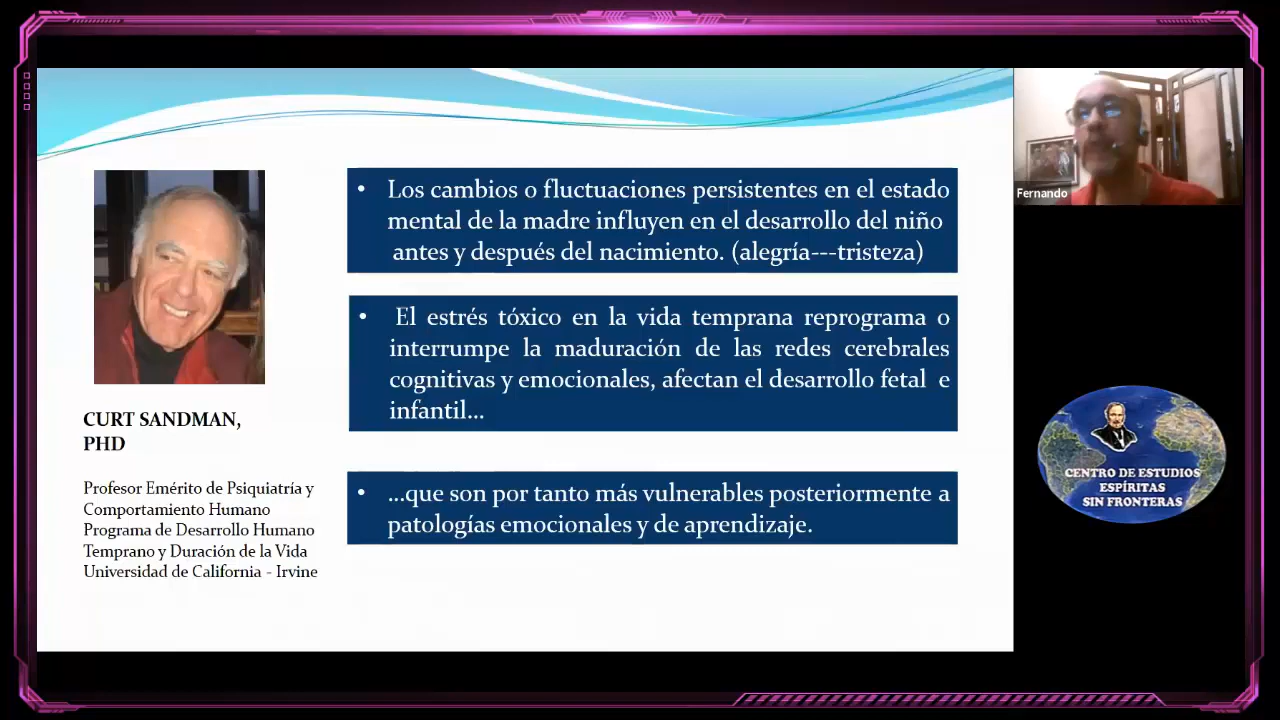 Los cambios o fluctuaciones persistentes en el estado
mental de la madre influyen en el desarrollo del niño
antes y después del nacimiento. (alegría---tristeza)
El estrés tóxico en la vida temprana reprograma o
interrumpe la maduración de las redes cerebrales
cognitivas y emocionales, afectan el desarrollo fetal e
infantil...
...que son por tanto más vulnerables posteriormente a
patologías emocionales y de aprendizaje.
CURT SANDMAN,
PHD
Profesor Emérito de Psiquiatría y
Comportamiento Humano
Programa de Desarrollo Humano
Temprano y Duración de la Vida
Universidad de California - Irvine
Fernando
CENTRO DE ESTUDIOS
ESPÍRITAS
SIN FRONTERAS